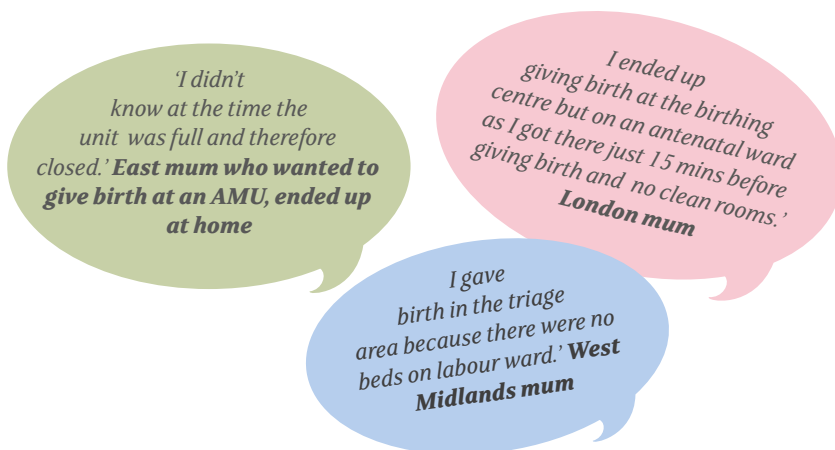 ‘I didn’t
know at the time the
unit was full and therefore
closed.’ East mum who wanted to
give birth at an AMU, ended up
at home
I ended up
giving birth at the birthing
centre but on an antenatal ward
as I got there just 15 mins before
giving birth and no clean rooms.’
London mum
I gave
birth in the triage
area because there were no
beds on labour ward.’ West
Midlands mum